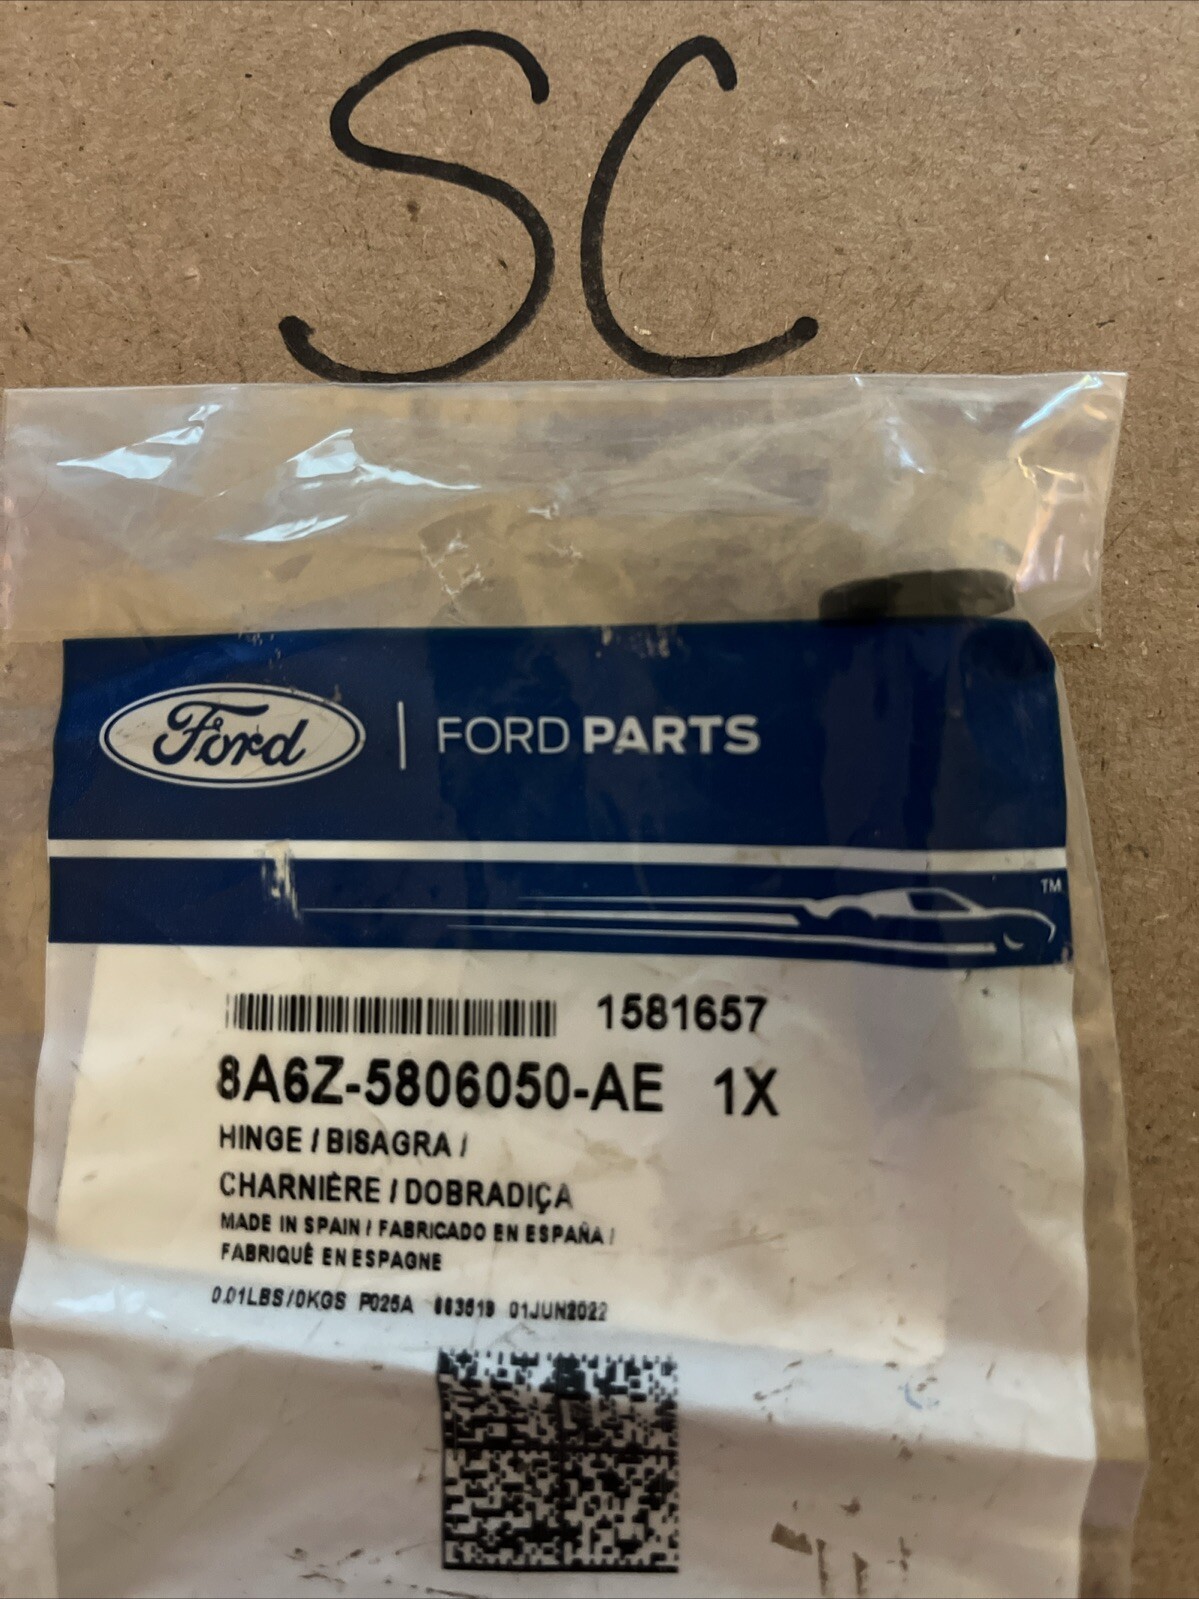 SC
Ford | FORD PARTS
TM
1581657
8A6Z-5806050-AE 1X
HINGE / BISAGRA /
CHARNIÈRE / DOBRADIÇA
MADE IN SPAIN / FABRICADO EN ESPAÑA /
FABRIQUÉ EN ESPAGNE
0.01LBS/0KGS P025A 01JUN2022